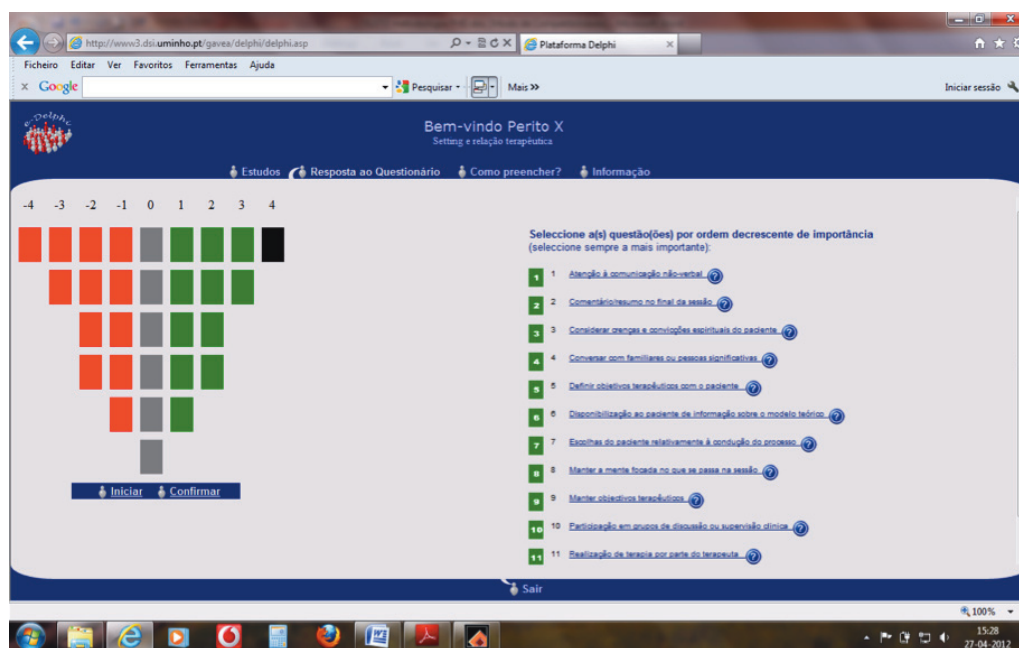 http://www3.dsi.uminho.pt/gavea/delphi/delphi.asp
Plataforma Delphi
Ficheiro Editar Ver Favoritos Ferramentas Ajuda
x Google Pesquisar Mais >> Iniciar sessão
e-Delphi
Bem-vindo Perito X
Setting e relação terapêutica
Estudos Resposta ao Questionário Como preencher? Informação
-4 -3 -2 -1 0 1 2 3 4
Seleccione a(s) questão(ões) por ordem decrescente de importância
(seleccione sempre a mais importante):
1 1 Atenção à comunicação não-verbal ?
2 2 Comentário/resumo no final da sessão ?
3 3 Considerar crenças e convicções espirituais do paciente ?
4 4 Conversar com familiares ou pessoas significativas ?
5 5 Definir objetivos terapêuticos com o paciente ?
6 6 Disponibilização ao paciente de informação sobre o modelo teórico ?
7 7 Escolhas do paciente relativamente à condução do processo ?
8 8 Manter a mente focada no que se passa na sessão ?
9 9 Manter objectivos terapêuticos ?
10 10 Participação em grupos de discussão ou supervisão clínica ?
11 11 Realização de terapia por parte do terapeuta ?
Iniciar Confirmar
Sair
100%
15:28
27-04-2012